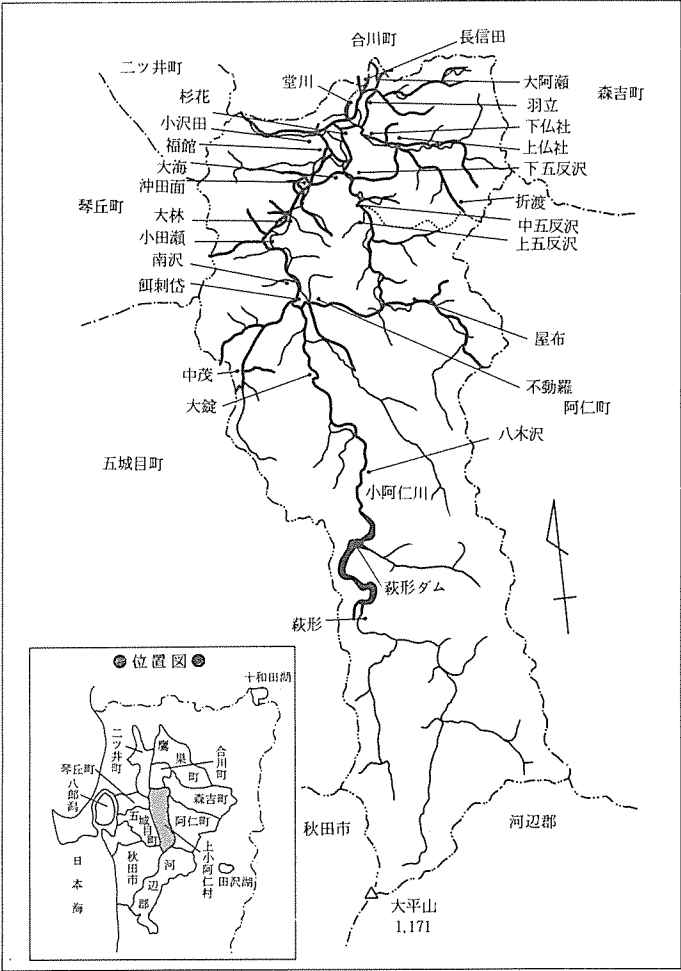 合川町
長信田
二ツ井町
堂川
大阿瀬
森吉町
杉花
羽立
小沢田
下仏社
福館
上仏社
大海
下五反沢
沖田面
琴丘町
折渡
大林
中五反沢
小田瀬
上五反沢
南沢
餌刺岱
屋布
中茂
不動羅
大錠
阿仁町
八木沢
五城目町
小阿仁川
萩形ダム
萩形
●位置図●
十和田湖
二ツ井町
鷹巣町
合川町
琴丘町
八郎潟
森吉町
五城目町
阿仁町
上小阿仁村
日本海
秋田市
河辺郡
田沢湖
秋田市
河辺郡
大平山
1,171